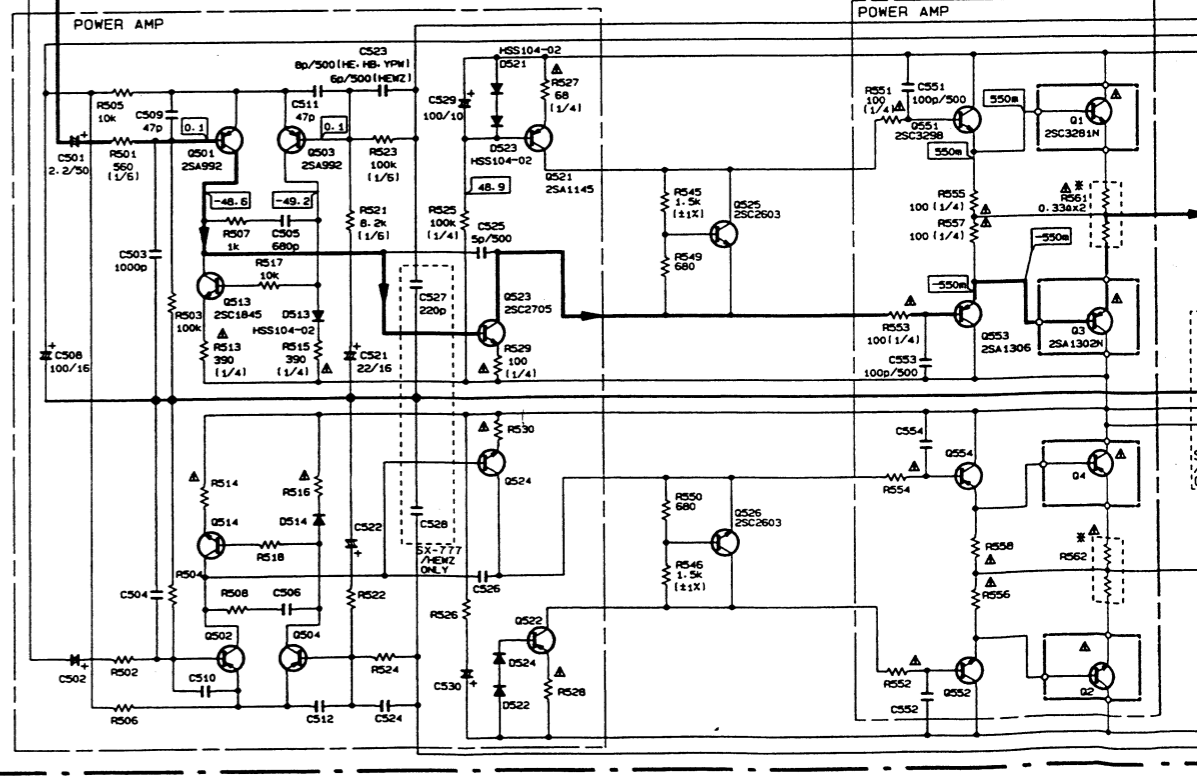 POWER AMP
POWER AMP
C523
8p/500(HE.HB.YPW)
6p/500(HEWZ)
HSS104-02
D521
R527
68
(1/4)
C529
100/10
D523
HSS104-02
Q521
2SA1145
R505
10k
C509
47p
0.1
C511
47p
0.1
C501
2.2/50
R501
560
(1/6)
Q501
2SA992
Q503
2SA992
R523
100k
(1/6)
48.9
-48.6
-49.2
R507
1k
C505
680p
R521
8.2k
(1/6)
R525
100k
(1/4)
C525
5p/500
C503
1000p
R517
10k
Q513
2SC1845
D513
HSS104-02
C527
220p
Q523
2SC2705
R503
100k
R513
390
(1/4)
R515
390
(1/4)
C521
22/16
R529
100
(1/4)
C508
100/16
R545
1.5k
(±1%)
Q525
2SC2603
R549
680
R551
100
(1/4)
C551
100p/500
Q551
2SC3298
550m
550m
Q1
2SC3281N
R555
100(1/4)
R557
100(1/4)
*
R561
0.33Ωx2
-550m
-550m
R553
100(1/4)
Q553
2SA1306
Q3
2SA1302N
C553
100p/500
R530
Q524
R514
R516
Q514
D514
R518
C522
C528
SX-777
/HEWZ
ONLY
R504
C504
R508
C506
R522
C526
R526
Q502
Q504
Q522
C502
R502
C510
R524
C530
D524
D522
R528
R506
C512
C524
R550
680
Q526
2SC2603
R546
1.5k
(±1%)
C554
R554
Q554
Q4
R558
*
R562
R556
R552
Q552
C552
Q2